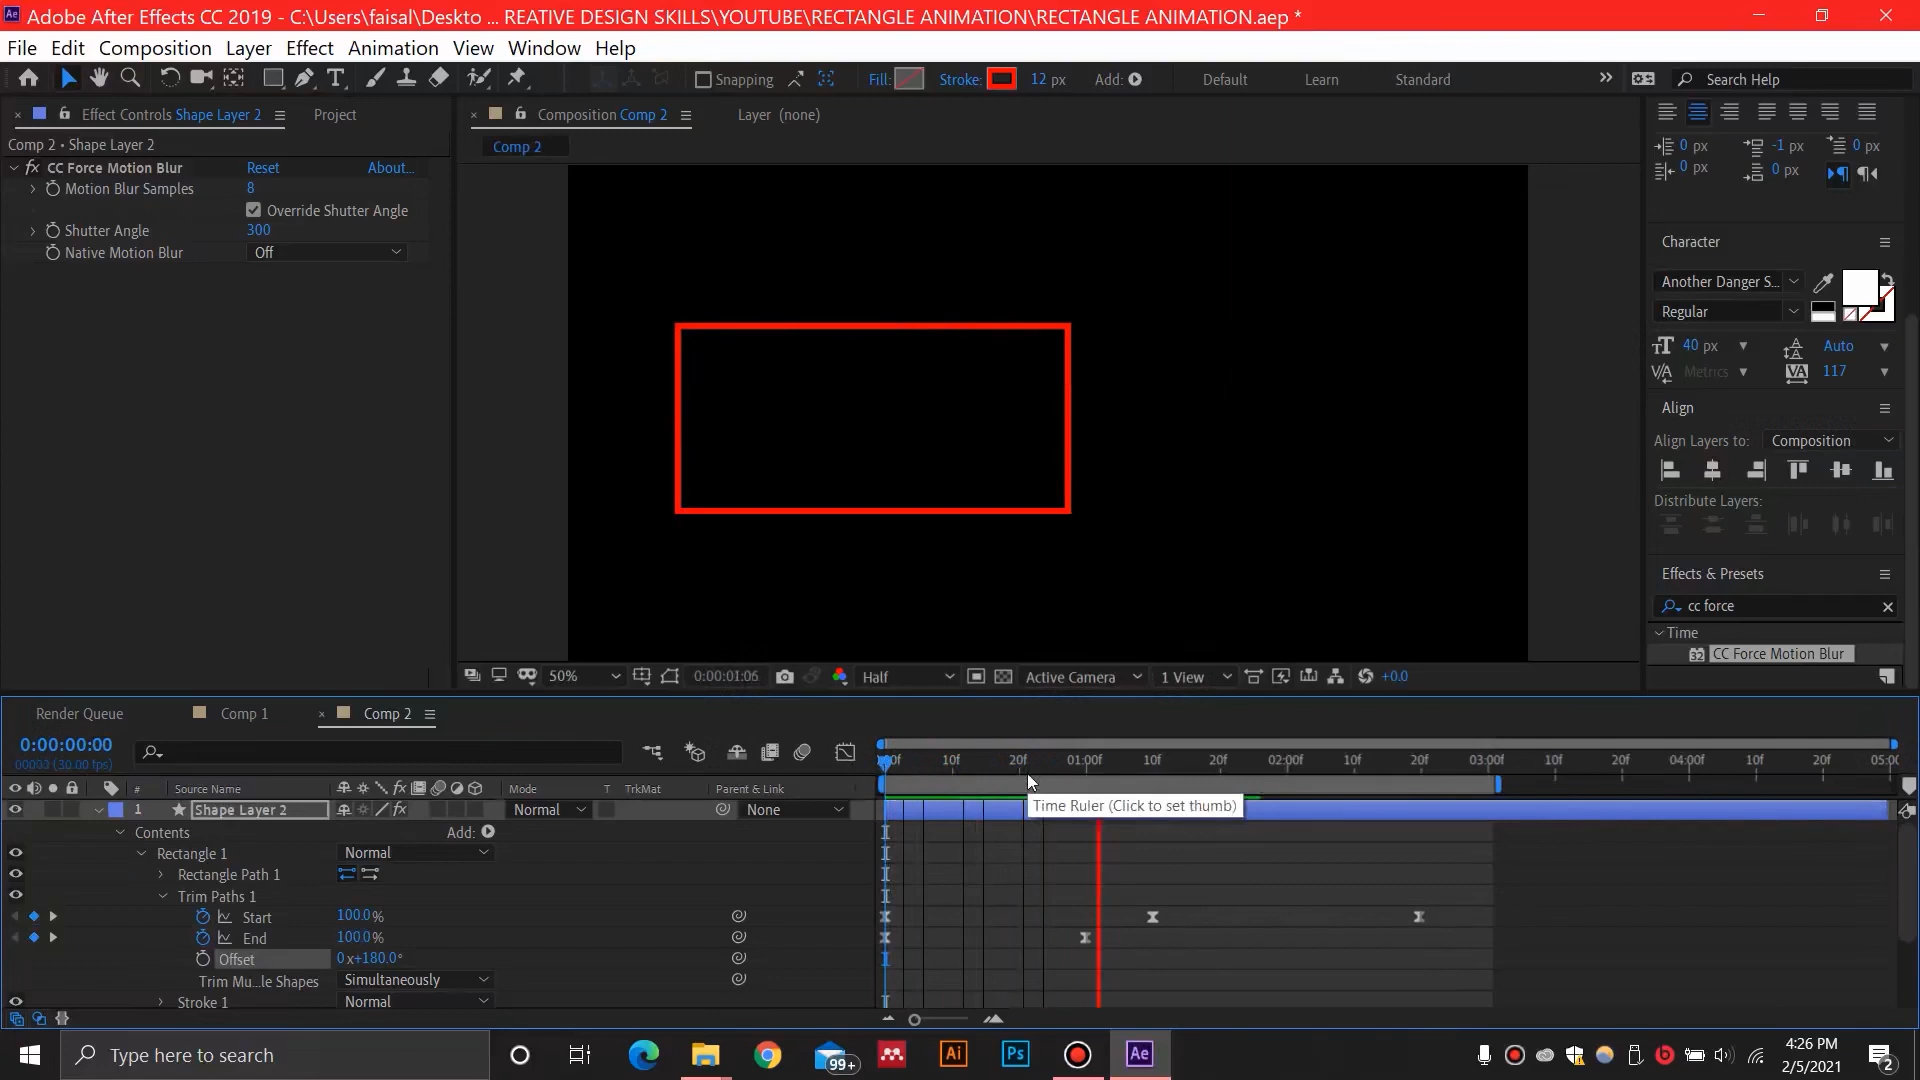 Adobe After Effects CC 2019 - C:\Users\faisal\Deskto ... REATIVE DESIGN SKILLS\YOUTUBE\RECTANGLE ANIMATION\RECTANGLE ANIMATION.aep *
File Edit Composition Layer Effect Animation View Window Help
Snapping Fill: Stroke: 12 px Add: Default Learn Standard Search Help
Effect Controls Shape Layer 2 Project
Composition Comp 2 Layer (none)
Comp 2 • Shape Layer 2
Comp 2
fx CC Force Motion Blur Reset About...
Motion Blur Samples 8
Override Shutter Angle
Shutter Angle 300
Native Motion Blur Off
0 px -1 px 0 px
0 px 0 px
Character
Another Danger S...
Regular
40 px Auto
Metrics 117
Align
Align Layers to: Composition
Distribute Layers:
Effects & Presets
cc force
Time
32 CC Force Motion Blur
50% 0:00:01:06 Half Active Camera 1 View +0.0
Render Queue Comp 1 Comp 2
0:00:00:00
00000 (30.00 fps)
00f 10f 20f 01:00f 10f 20f 02:00f 10f 20f 03:00f 10f 20f 04:00f 10f 20f 05:00
# Source Name fx Mode T TrkMat Parent & Link
1 Shape Layer 2 fx Normal None
Time Ruler (Click to set thumb)
Contents Add:
Rectangle 1 Normal
Rectangle Path 1
Trim Paths 1
Start 100.0%
End 100.0%
Offset 0x+180.0°
Trim Mu...le Shapes Simultaneously
Stroke 1 Normal
Type here to search
99+
Ai
Ps
Ae
4:26 PM
2/5/2021
2